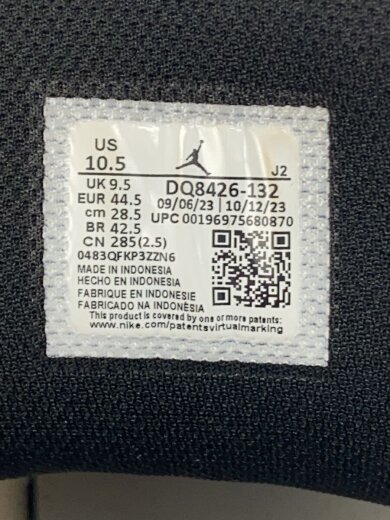 US
10.5
J2
UK 9.5
EUR 44.5
cm 28.5
BR 42.5
CN 285(2.5)
DQ8426-132
09/06/23 | 10/12/23
UPC 00196975680870
0483QFKP3ZZN6
MADE IN INDONESIA
HECHO EN INDONESIA
FABRIQUE EN INDONESIE
FABRICADO NA INDONÉSIA
This product is covered by one or more patents:
www.nike.com/patentsvirtualmarking